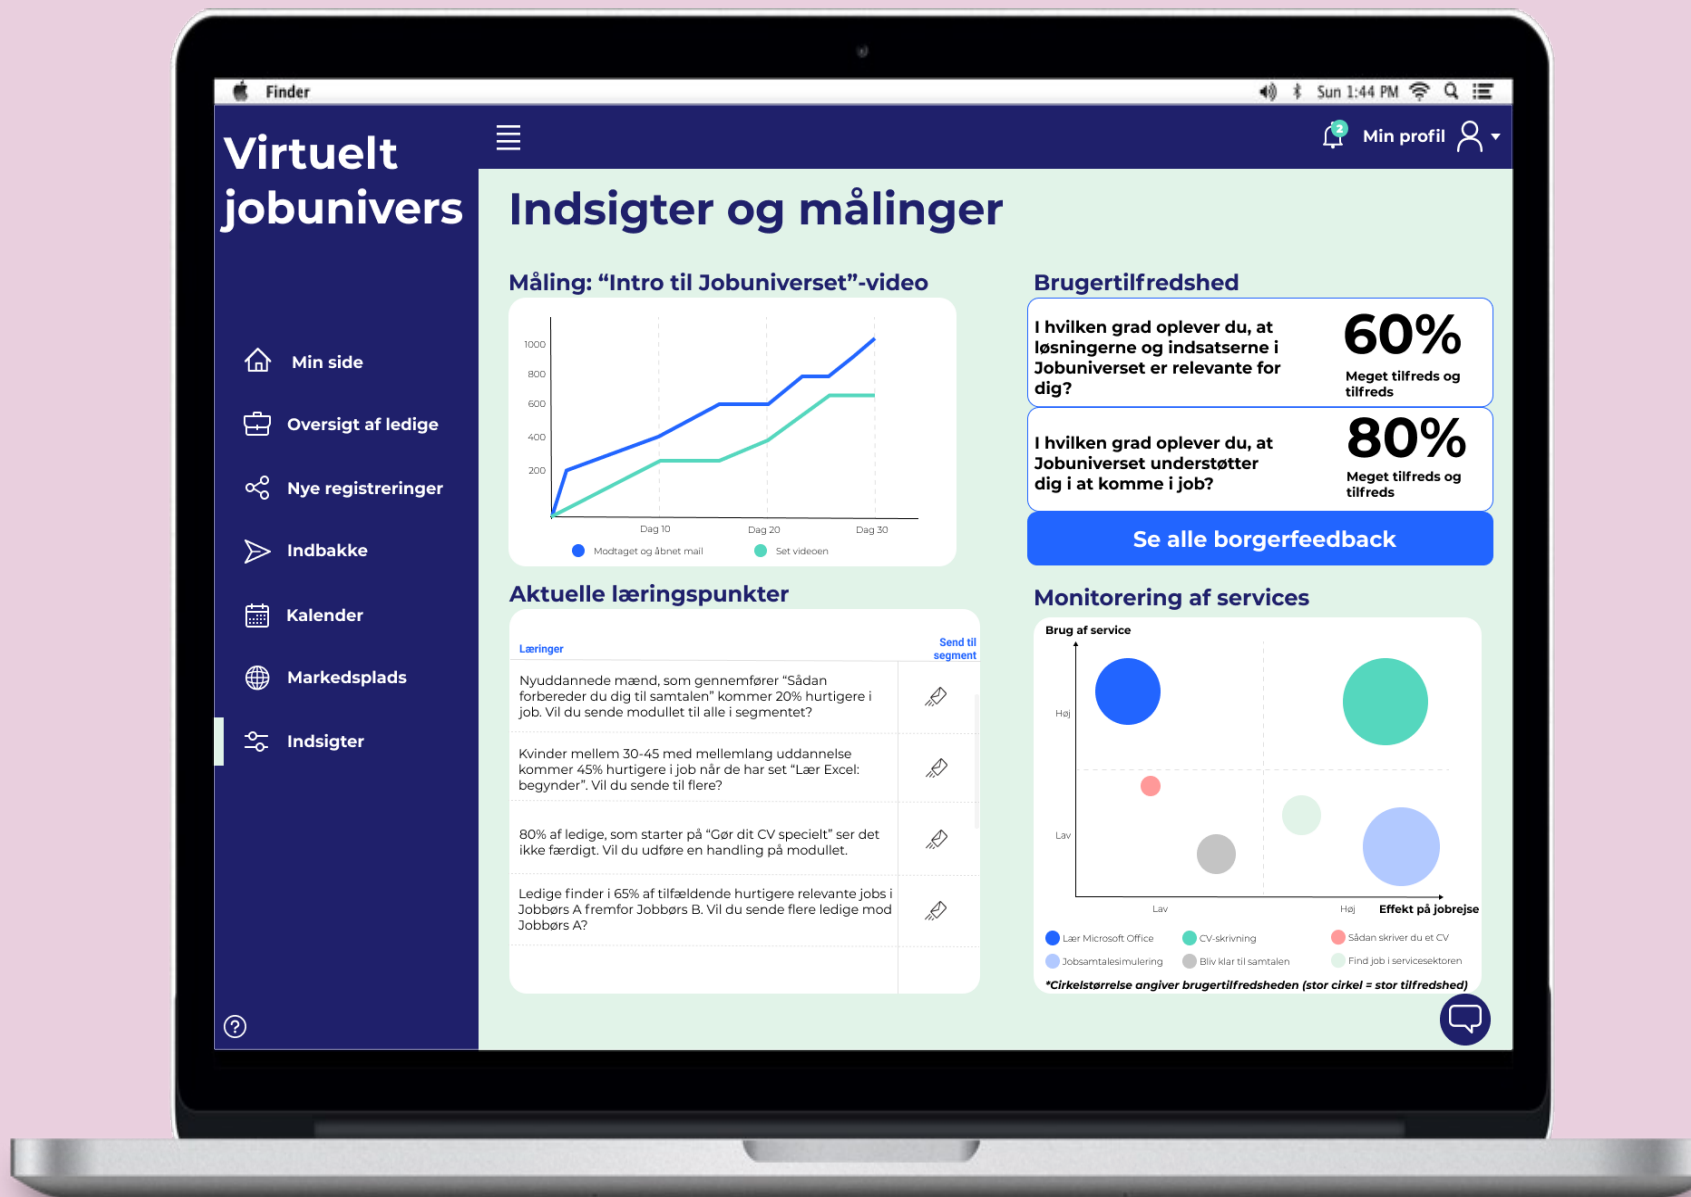 Finder
Sun 1:44 PM
Virtuelt
jobunivers
2
Min profil
Min side
Oversigt af ledige
Nye registreringer
Indbakke
Kalender
Markedsplads
Indsigter
?
Indsigter og målinger
Måling: “Intro til Jobuniverset”-video
1000
800
600
400
200
Dag 10
Dag 20
Dag 30
Modtaget og åbnet mail
Set videoen
Brugertilfredshed
I hvilken grad oplever du, at
løsningerne og indsatserne i
Jobuniverset er relevante for
dig?
60%
Meget tilfreds og
tilfreds
I hvilken grad oplever du, at
Jobuniverset understøtter
dig i at komme i job?
80%
Meget tilfreds og
tilfreds
Se alle borgerfeedback
Aktuelle læringspunkter
Læringer
Send til
segment
Nyuddannede mænd, som gennemfører “Sådan
forbereder du dig til samtalen” kommer 20% hurtigere i
job. Vil du sende modullet til alle i segmentet?
Kvinder mellem 30-45 med mellemlang uddannelse
kommer 45% hurtigere i job når de har set “Lær Excel:
begynder”. Vil du sende til flere?
80% af ledige, som starter på “Gør dit CV specielt” ser det
ikke færdigt. Vil du udføre en handling på modullet.
Ledige finder i 65% af tilfældende hurtigere relevante jobs i
Jobbørs A fremfor Jobbørs B. Vil du sende flere ledige mod
Jobbørs A?
Monitorering af services
Brug af service
Høj
Lav
Lav
Høj
Effekt på jobrejse
Lær Microsoft Office
CV-skrivning
Sådan skriver du et CV
Jobsamtalesimulering
Bliv klar til samtalen
Find job i servicesektoren
*Cirkelstørrelse angiver brugertilfredsheden (stor cirkel = stor tilfredshed)